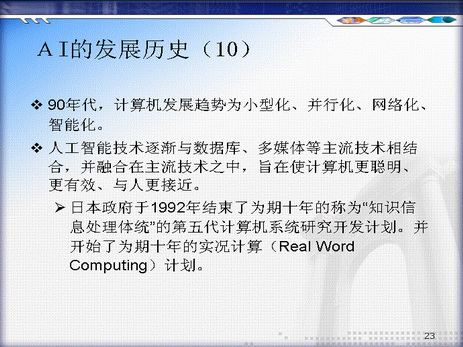 ＡＩ的发展历史（10）
❖ 90年代，计算机发展趋势为小型化、并行化、网络化、
智能化。
❖ 人工智能技术逐渐与数据库、多媒体等主流技术相结
合，并融合在主流技术之中，旨在使计算机更聪明、
更有效、与人更接近。
➢ 日本政府于1992年结束了为期十年的称为“知识信
息处理体统”的第五代计算机系统研究开发计划。并
开始了为期十年的实况计算（Real Word
Computing）计划。
23